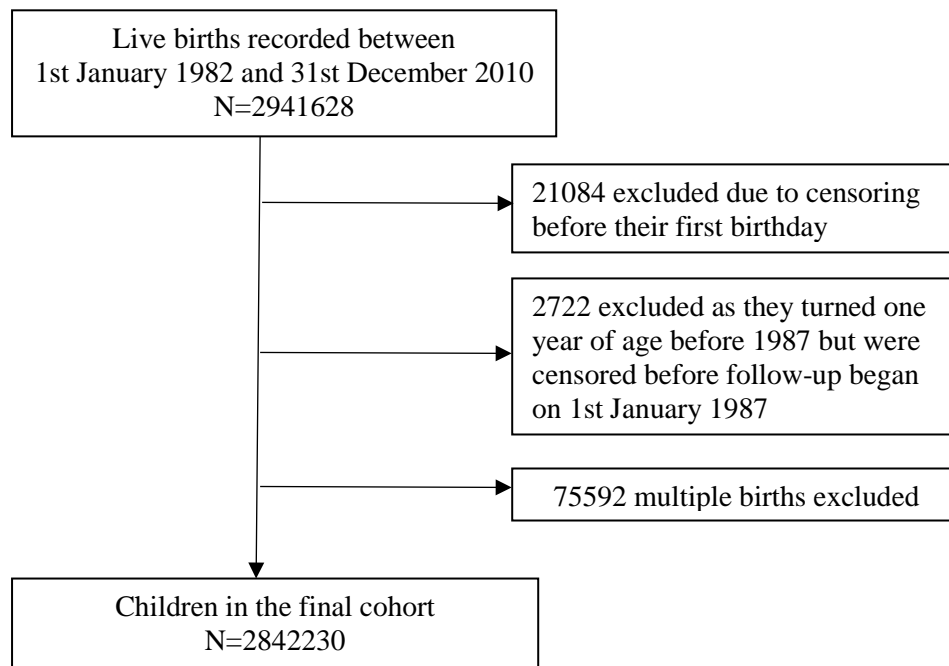 Live births recorded between
1st January 1982 and 31st December 2010
N=2941628
21084 excluded due to censoring
before their first birthday
2722 excluded as they turned one
year of age before 1987 but were
censored before follow-up began
on 1st January 1987
75592 multiple births excluded
Children in the final cohort
N=2842230